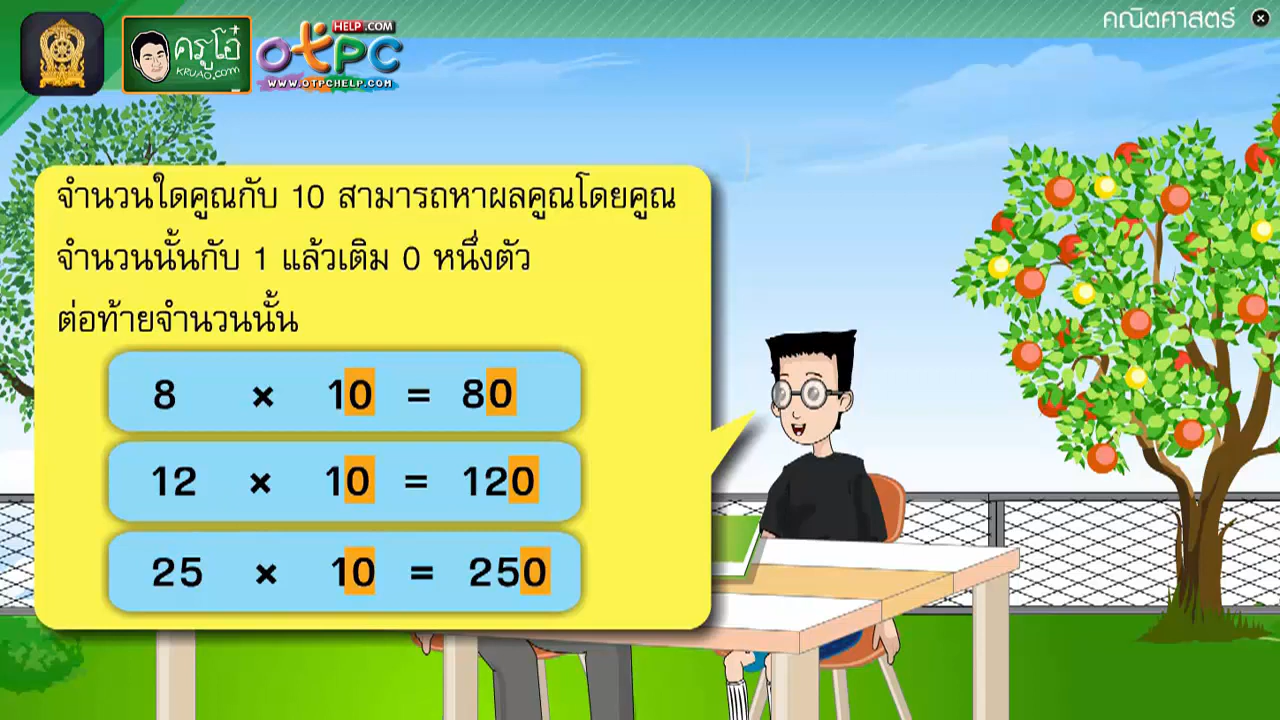 คณิตศาสตร์
ครูโอ๋
KRUAO.COM
HELP.COM
OTPC
WWW.OTPCHELP.COM
จำนวนใดคูณกับ 10 สามารถหาผลคูณโดยคูณ
จำนวนนั้นกับ 1 แล้วเติม 0 หนึ่งตัว
ต่อท้ายจำนวนนั้น
8 × 10 = 80
12 × 10 = 120
25 × 10 = 250